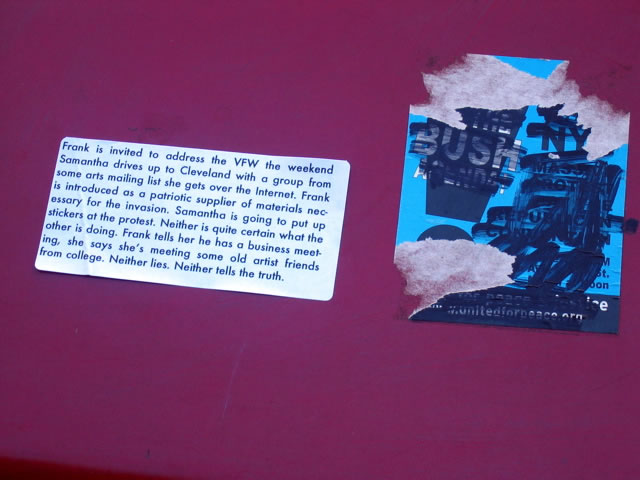 Frank is invited to address the VFW the weekend
Samantha drives up to Cleveland with a group from
some arts mailing list she gets over the Internet. Frank
is introduced as a patriotic supplier of materials nec-
essary for the invasion. Samantha is going to put up
stickers at the protest. Neither is quite certain what the
other is doing. Frank tells her he has a business meet-
ing, she says she's meeting some old artist friends
from college. Neither lies. Neither tells the truth.
THE
BUSH
AGENDA
NY
www.unitedforpeace.org